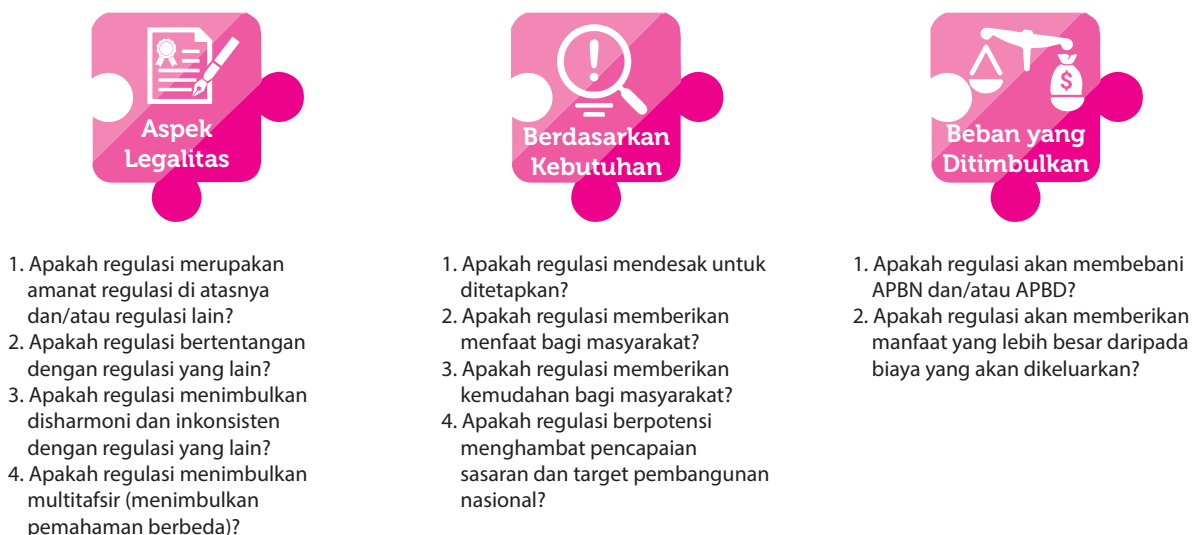 Aspek
Legalitas
1. Apakah regulasi merupakan
amanat regulasi di atasnya
dan/atau regulasi lain?
2. Apakah regulasi bertentangan
dengan regulasi yang lain?
3. Apakah regulasi menimbulkan
disharmoni dan inkonsisten
dengan regulasi yang lain?
4. Apakah regulasi menimbulkan
multitafsir (menimbulkan
pemahaman berbeda)?
Berdasarkan
Kebutuhan
1. Apakah regulasi mendesak untuk
ditetapkan?
2. Apakah regulasi memberikan
menfaat bagi masyarakat?
3. Apakah regulasi memberikan
kemudahan bagi masyarakat?
4. Apakah regulasi berpotensi
menghambat pencapaian
sasaran dan target pembangunan
nasional?
$
Beban yang
Ditimbulkan
1. Apakah regulasi akan membebani
APBN dan/atau APBD?
2. Apakah regulasi akan memberikan
manfaat yang lebih besar daripada
biaya yang akan dikeluarkan?